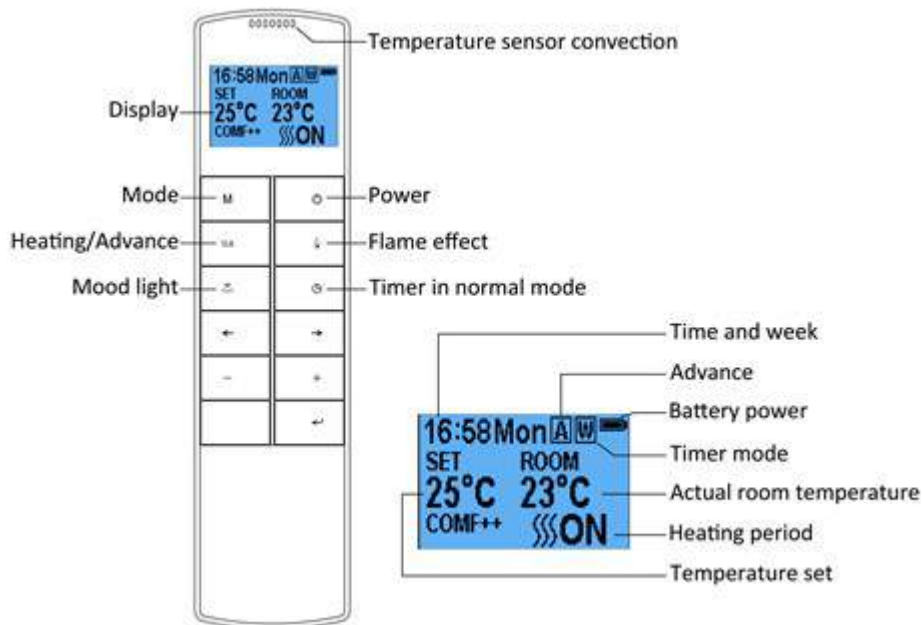 Temperature sensor convection
16:58Mon A W
SET ROOM
25°C 23°C
COMF++ ON
Display
Mode
M
Power
Heating/Advance
Flame effect
Mood light
Timer in normal mode
←
→
−
+
↵
Time and week
Advance
Battery power
16:58Mon A W
Timer mode
SET ROOM
25°C 23°C
Actual room temperature
COMF++ ON
Heating period
Temperature set